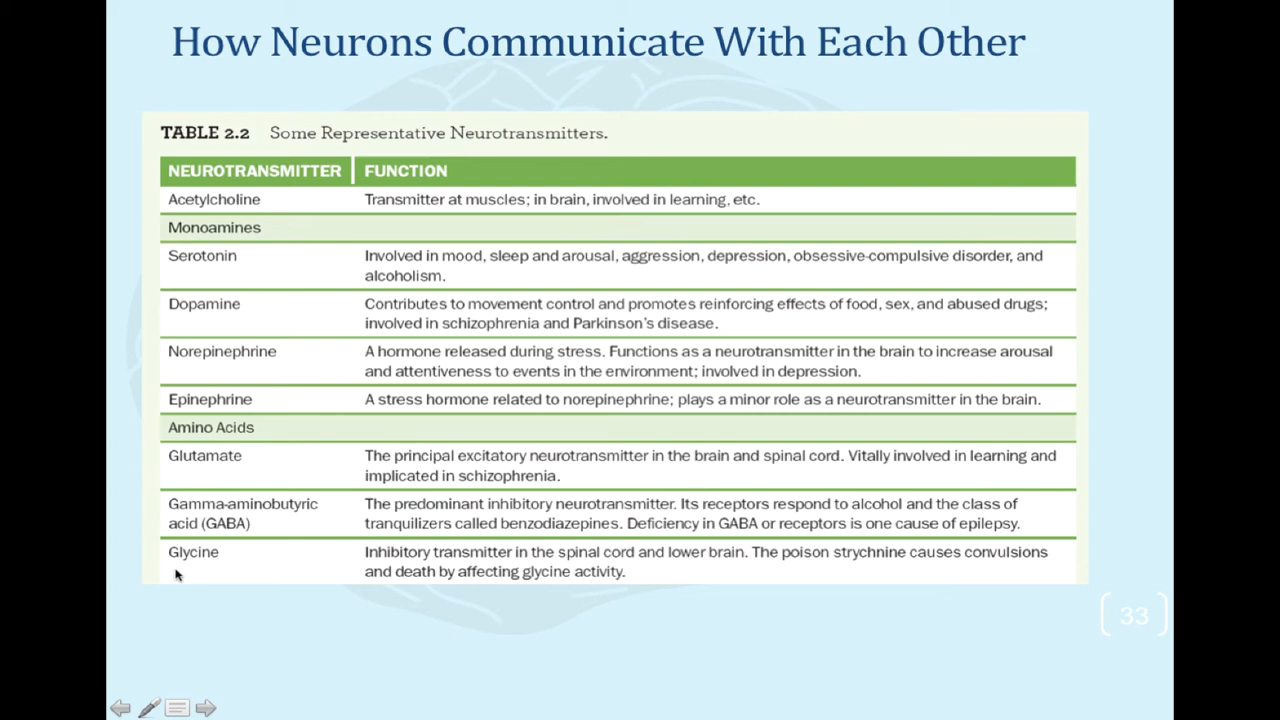 How Neurons Communicate With Each Other
TABLE 2.2 Some Representative Neurotransmitters.
NEUROTRANSMITTER FUNCTION
Acetylcholine Transmitter at muscles; in brain, involved in learning, etc.
Monoamines
Serotonin Involved in mood, sleep and arousal, aggression, depression, obsessive-compulsive disorder, and
alcoholism.
Dopamine Contributes to movement control and promotes reinforcing effects of food, sex, and abused drugs;
involved in schizophrenia and Parkinson's disease.
Norepinephrine A hormone released during stress. Functions as a neurotransmitter in the brain to increase arousal
and attentiveness to events in the environment; involved in depression.
Epinephrine A stress hormone related to norepinephrine; plays a minor role as a neurotransmitter in the brain.
Amino Acids
Glutamate The principal excitatory neurotransmitter in the brain and spinal cord. Vitally involved in learning and
implicated in schizophrenia.
Gamma-aminobutyric The predominant inhibitory neurotransmitter. Its receptors respond to alcohol and the class of
acid (GABA) tranquilizers called benzodiazepines. Deficiency in GABA or receptors is one cause of epilepsy.
Glycine Inhibitory transmitter in the spinal cord and lower brain. The poison strychnine causes convulsions
and death by affecting glycine activity.
33